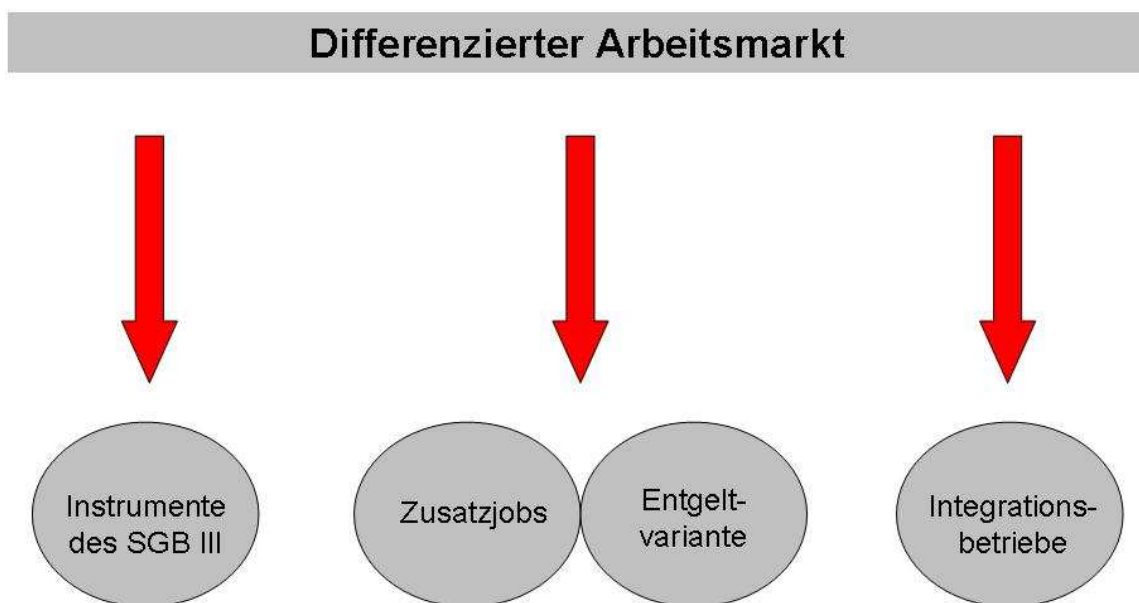 Differenzierter Arbeitsmarkt
Instrumente
des SGB III
Zusatzjobs
Entgelt-
variante
Integrations-
betriebe